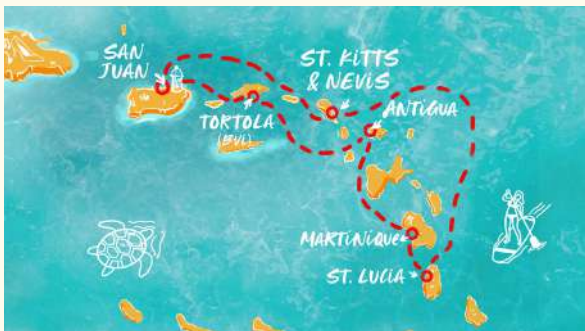 SAN
JUAN
ST. KITTS
& NEVIS
TORTOLA
(BVI)
ANTIGUA
MARTINIQUE
ST. LUCIA